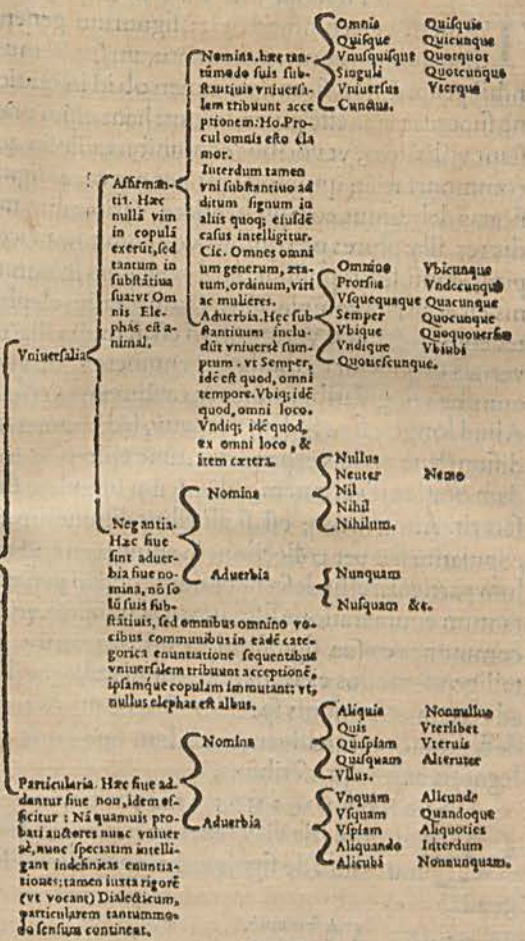 Vniuersalia
Affirman-
tia. Hæc
nullā vim
in copulā
exerūt, sed
tantum in
substātiua
sua: vt Om
nis Ele-
phas est a-
nimal.
Nomina. hæc tan-
tūmodo suis sub-
stantiuis vniuersa-
lem tribuunt acce
ptionem: Ho. Pro-
cul omnis esto cla
mor.
Interdum tamen
vni substantiuo ad
ditum signum in
aliis quoq; eiusdē
casus intelligitur.
Cic. Omnes omni
um generum, æta-
tum, ordinum, viri
ac mulieres.
Omnis Quisquis
Quisque Quicunque
Vnusquisque Quotquot
Singuli Quotcunque
Vniuersus Vterque
Cunctus.
Aduerbia. Hęc sub
stantiuum inclu-
dūt vniuersè sum-
ptum. vt Semper,
idē est quod, omni
tempore. Vbiq; idē
quod, omni loco.
Vndiq; idē quod,
ex omni loco, &
item cætera.
Omnino Vbicunque
Prorsus Vndecunque
Vsquequaque Quacunque
Semper Quocunque
Vbique Quoquouersus
Vndique Vbiubi
Quotiescunque.
Negantia.
Hæc siue
sint aduer-
bia siue no-
mina, nō so
lū suis sub-
stātiuis, sed omnibus omnino vo-
cibus communibus in eadē cate-
gorica enuntiatione sequentibus
vniuersalem tribuunt acceptionē,
ipsamque copulam immutant: vt,
nullus elephas est albus.
Nomina
Nullus
Neuter Nemo
Nil
Nihil
Nihilum.
Aduerbia
Nunquam
Nusquam &c.
Particularia. Hæc siue ad-
dantur siue non, idem ef-
ficitur: Nā quamuis pro-
bati auctores nunc vniuer
sè, nunc speciatim intelli-
gant indefinitas enuntia-
tiones: tamen iuxta rigorē
(vt vocant) Dialecticum,
particularem tantummo-
do sensum contineat.
Nomina
Aliquis Nonnullus
Quis Vterlibet
Quispiam Vteruis
Quisquam Alteruter
Vllus.
Aduerbia
Vnquam Alicunde
Vsquam Quandoque
Vspiam Aliquoties
Aliquando Interdum
Alicubi Nonnunquam.